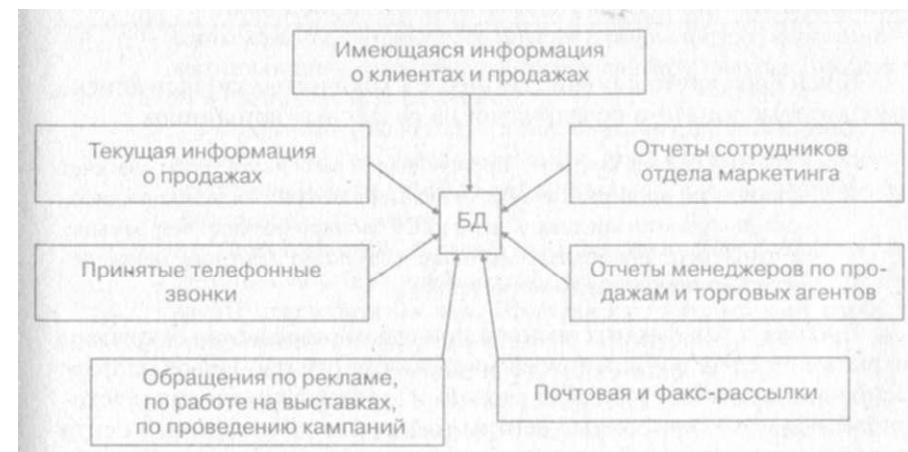 Имеющаяся информация
о клиентах и продажах
Текущая информация
о продажах
Отчеты сотрудников
отдела маркетинга
БД
Принятые телефонные
звонки
Отчеты менеджеров по про-
дажам и торговых агентов
Обращения по рекламе,
по работе на выставках,
по проведению кампаний
Почтовая и факс-рассылки